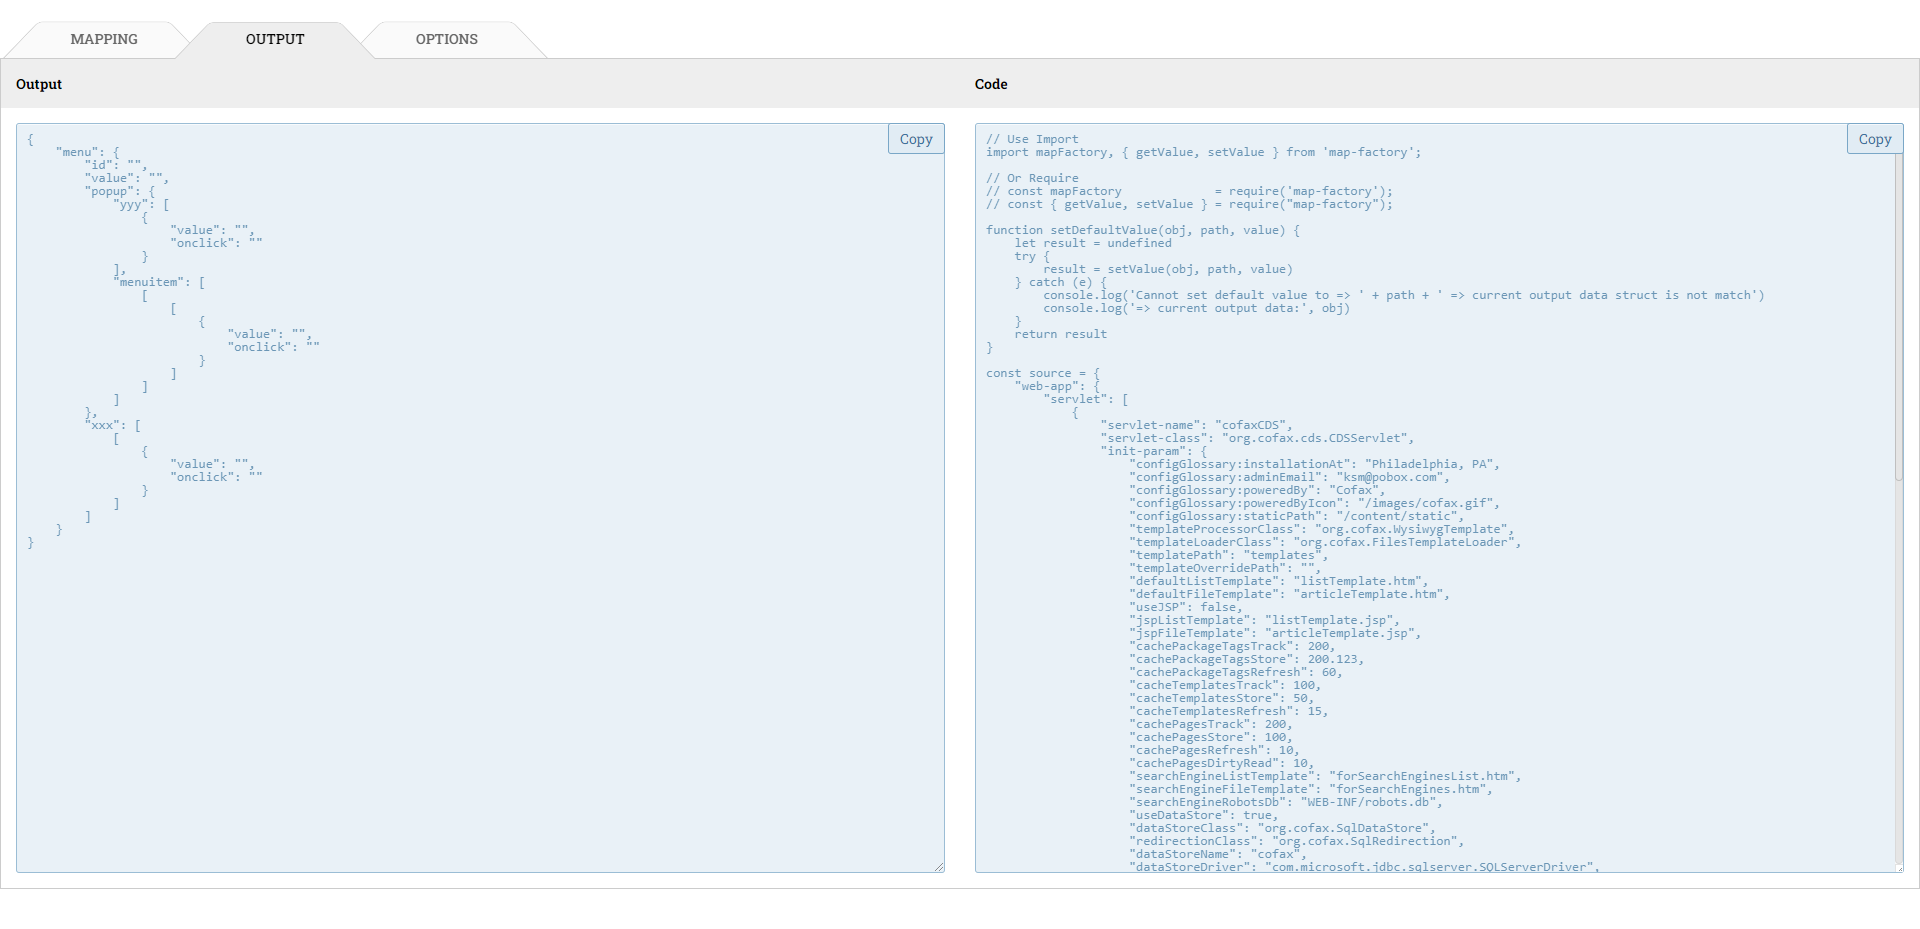 MAPPING
OUTPUT
OPTIONS
Output
Code
Copy
{
    "menu": {
        "id": "",
        "value": "",
        "popup": {
            "yyy": [
                {
                    "value": "",
                    "onclick": ""
                }
            ],
            "menuitem": [
                [
                    [
                        {
                            "value": "",
                            "onclick": ""
                        }
                    ]
                ]
            ]
        },
        "xxx": [
            [
                {
                    "value": "",
                    "onclick": ""
                }
            ]
        ]
    }
}
Copy
// Use Import
import mapFactory, { getValue, setValue } from 'map-factory';

// Or Require
// const mapFactory             = require('map-factory');
// const { getValue, setValue } = require("map-factory");

function setDefaultValue(obj, path, value) {
    let result = undefined
    try {
        result = setValue(obj, path, value)
    } catch (e) {
        console.log('Cannot set default value to => ' + path + ' => current output data struct is not match')
        console.log('=> current output data:', obj)
    }
    return result
}

const source = {
    "web-app": {
        "servlet": [
            {
                "servlet-name": "cofaxCDS",
                "servlet-class": "org.cofax.cds.CDSServlet",
                "init-param": {
                    "configGlossary:installationAt": "Philadelphia, PA",
                    "configGlossary:adminEmail": "ksm@pobox.com",
                    "configGlossary:poweredBy": "Cofax",
                    "configGlossary:poweredByIcon": "/images/cofax.gif",
                    "configGlossary:staticPath": "/content/static",
                    "templateProcessorClass": "org.cofax.WysiwygTemplate",
                    "templateLoaderClass": "org.cofax.FilesTemplateLoader",
                    "templatePath": "templates",
                    "templateOverridePath": "",
                    "defaultListTemplate": "listTemplate.htm",
                    "defaultFileTemplate": "articleTemplate.htm",
                    "useJSP": false,
                    "jspListTemplate": "listTemplate.jsp",
                    "jspFileTemplate": "articleTemplate.jsp",
                    "cachePackageTagsTrack": 200,
                    "cachePackageTagsStore": 200.123,
                    "cachePackageTagsRefresh": 60,
                    "cacheTemplatesTrack": 100,
                    "cacheTemplatesStore": 50,
                    "cacheTemplatesRefresh": 15,
                    "cachePagesTrack": 200,
                    "cachePagesStore": 100,
                    "cachePagesRefresh": 10,
                    "cachePagesDirtyRead": 10,
                    "searchEngineListTemplate": "forSearchEnginesList.htm",
                    "searchEngineFileTemplate": "forSearchEngines.htm",
                    "searchEngineRobotsDb": "WEB-INF/robots.db",
                    "useDataStore": true,
                    "dataStoreClass": "org.cofax.SqlDataStore",
                    "redirectionClass": "org.cofax.SqlRedirection",
                    "dataStoreName": "cofax",
                    "dataStoreDriver": "com.microsoft.jdbc.sqlserver.SQLServerDriver",